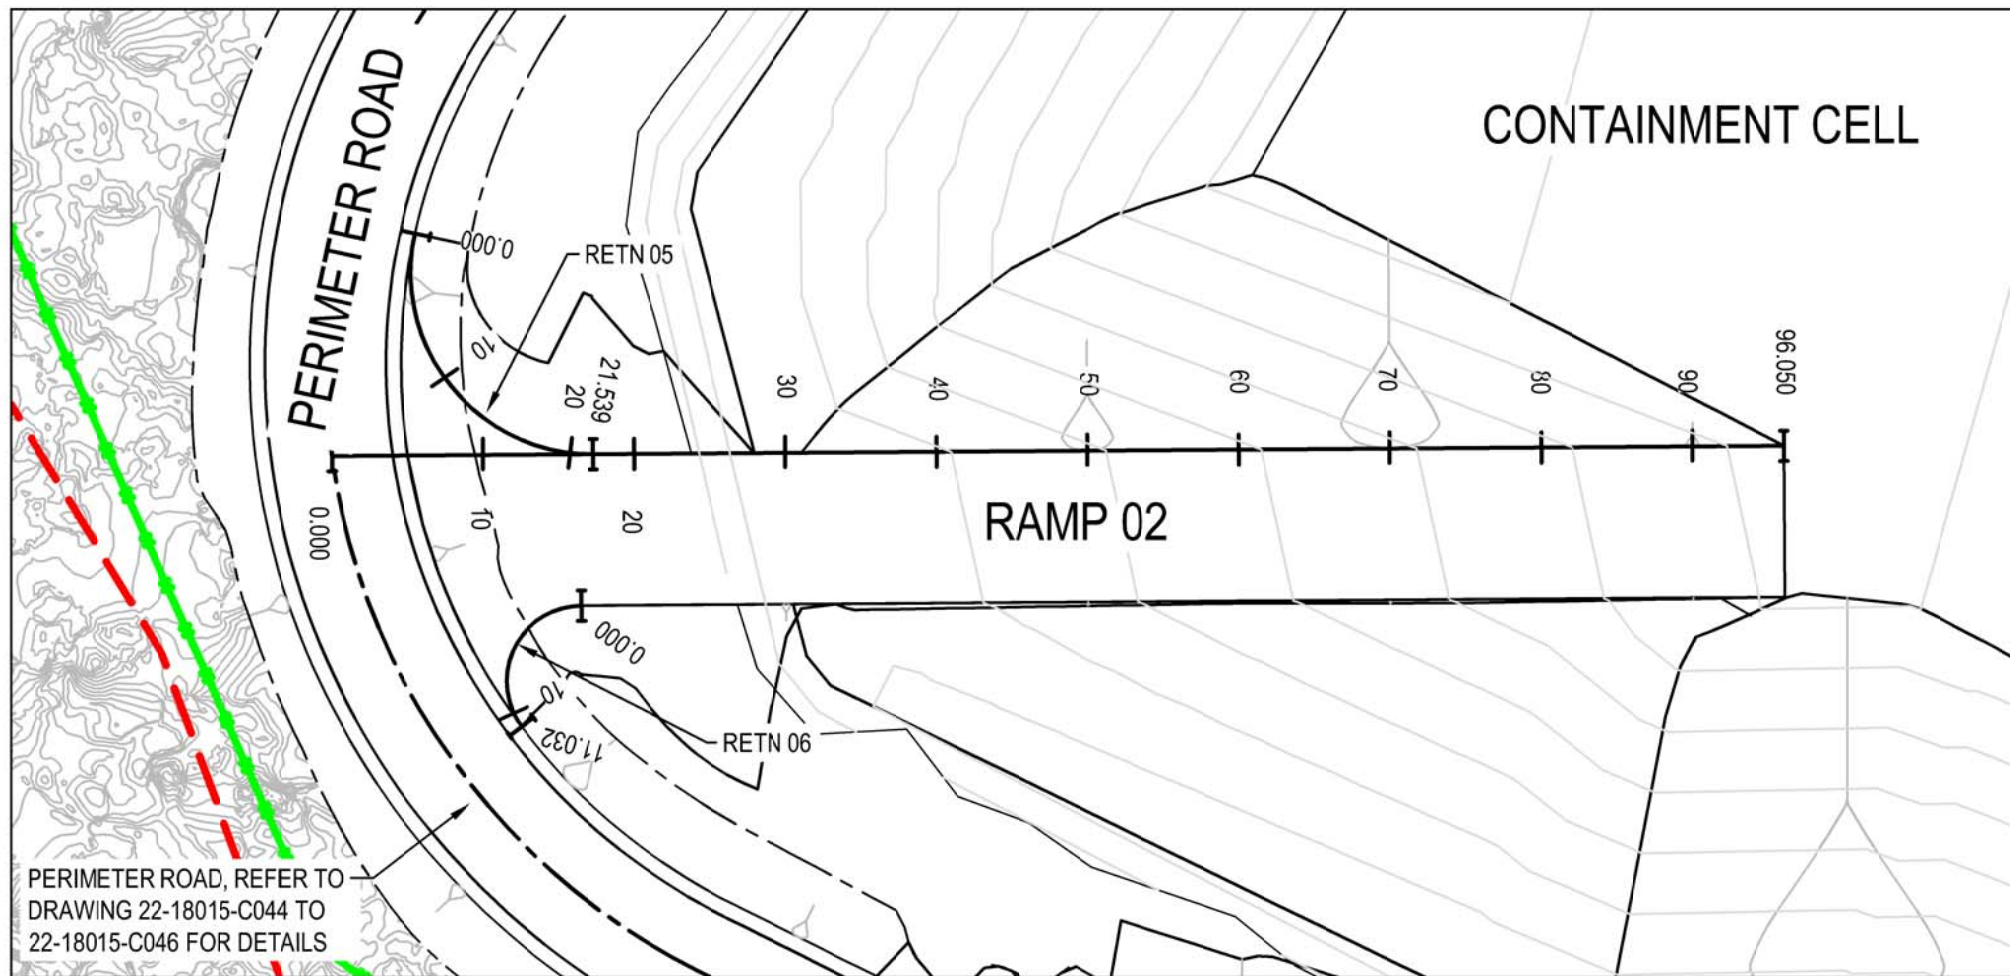 CONTAINMENT CELL
PERIMETER ROAD
0.000
RETN 05
10
20
21.539
30
40
50
60
70
80
90
96.050
0.000
10
20
RAMP 02
0.000
10
11.032
RETN 06
PERIMETER ROAD, REFER TO
DRAWING 22-18015-C044 TO
22-18015-C046 FOR DETAILS